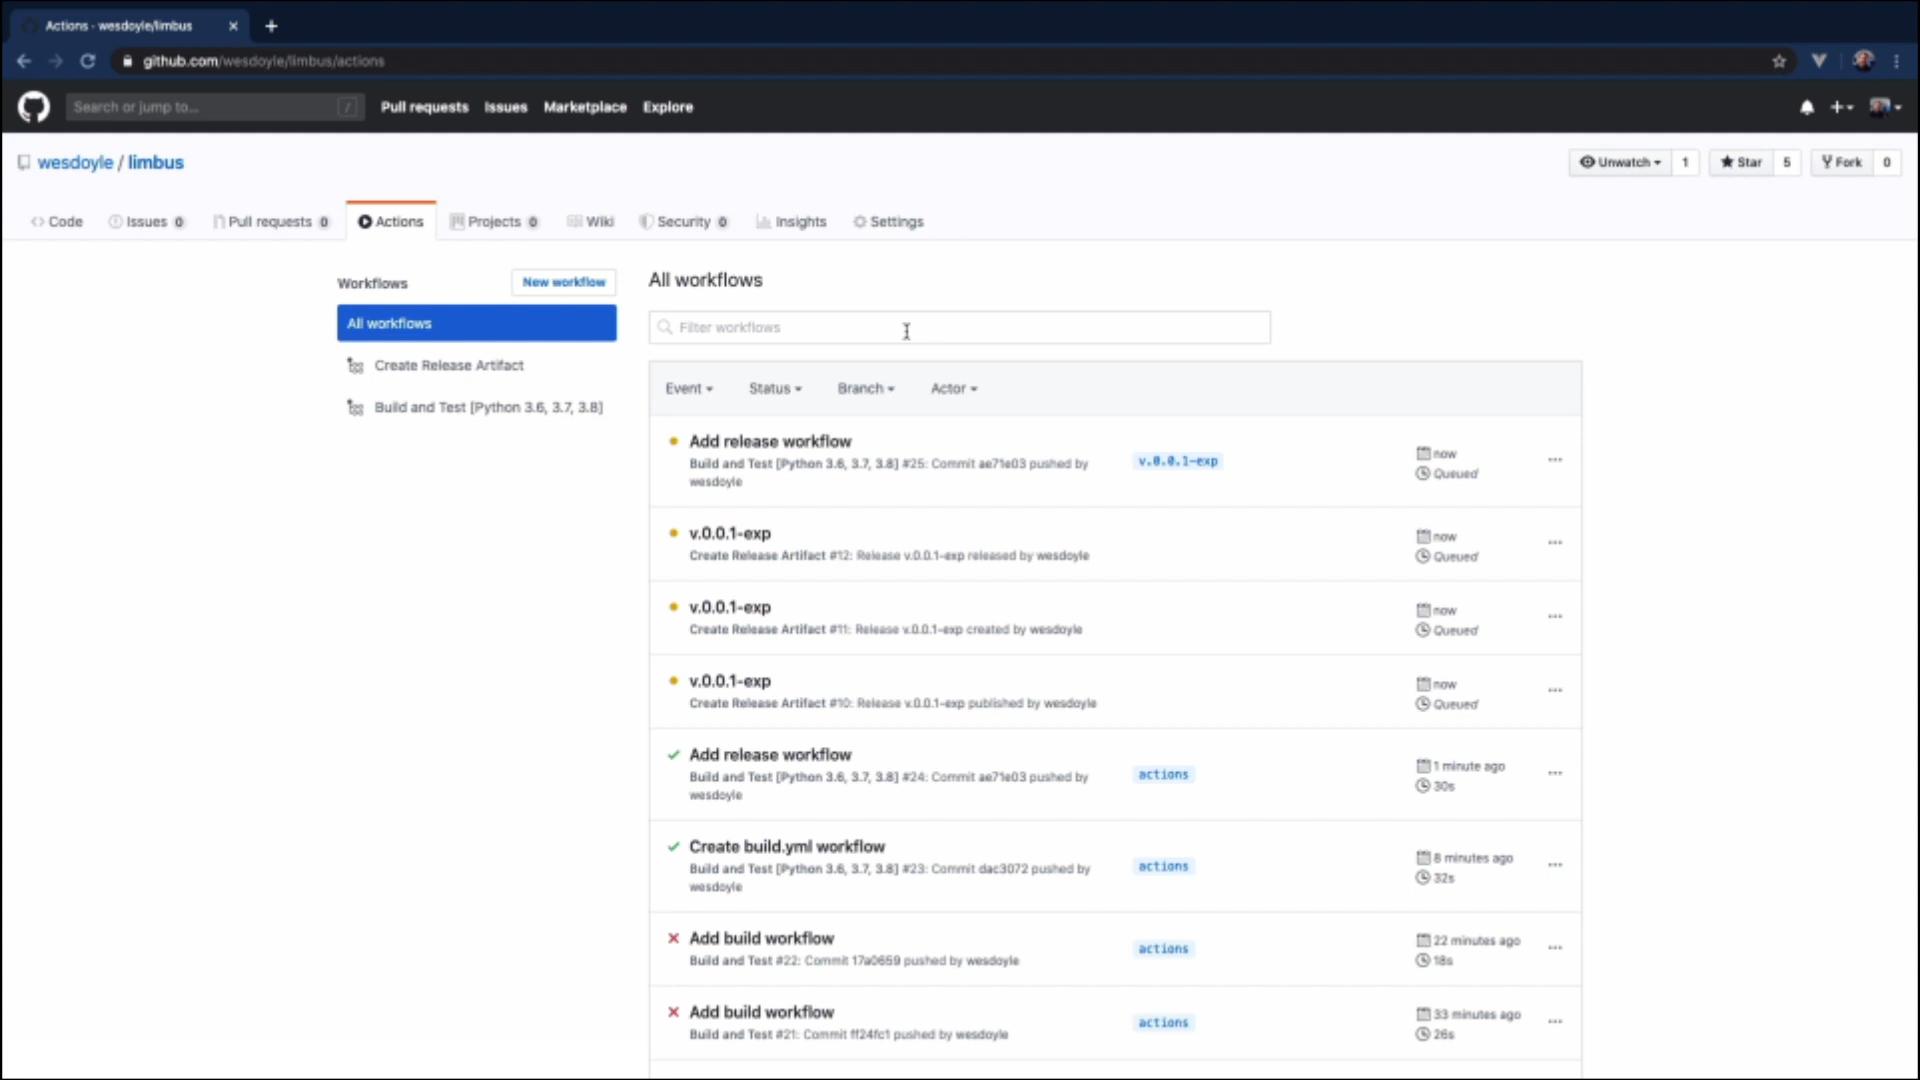 Actions · wesdoyle/limbus
github.com/wesdoyle/limbus/actions
Search or jump to... /
Pull requests Issues Marketplace Explore
wesdoyle / limbus
Unwatch 1 Star 5 Fork 0
Code Issues 0 Pull requests 0 Actions Projects 0 Wiki Security 0 Insights Settings
Workflows New workflow
All workflows
Create Release Artifact
Build and Test [Python 3.6, 3.7, 3.8]
All workflows
Filter workflows
Event Status Branch Actor
Add release workflow
Build and Test [Python 3.6, 3.7, 3.8] #25: Commit ae71e03 pushed by
wesdoyle
v.0.0.1-exp
now
Queued
v.0.0.1-exp
Create Release Artifact #12: Release v.0.0.1-exp released by wesdoyle
now
Queued
v.0.0.1-exp
Create Release Artifact #11: Release v.0.0.1-exp created by wesdoyle
now
Queued
v.0.0.1-exp
Create Release Artifact #10: Release v.0.0.1-exp published by wesdoyle
now
Queued
Add release workflow
Build and Test [Python 3.6, 3.7, 3.8] #24: Commit ae71e03 pushed by
wesdoyle
actions
1 minute ago
30s
Create build.yml workflow
Build and Test [Python 3.6, 3.7, 3.8] #23: Commit dac3072 pushed by
wesdoyle
actions
8 minutes ago
32s
Add build workflow
Build and Test #22: Commit 17a0659 pushed by wesdoyle
actions
22 minutes ago
18s
Add build workflow
Build and Test #21: Commit ff24fc1 pushed by wesdoyle
actions
33 minutes ago
26s